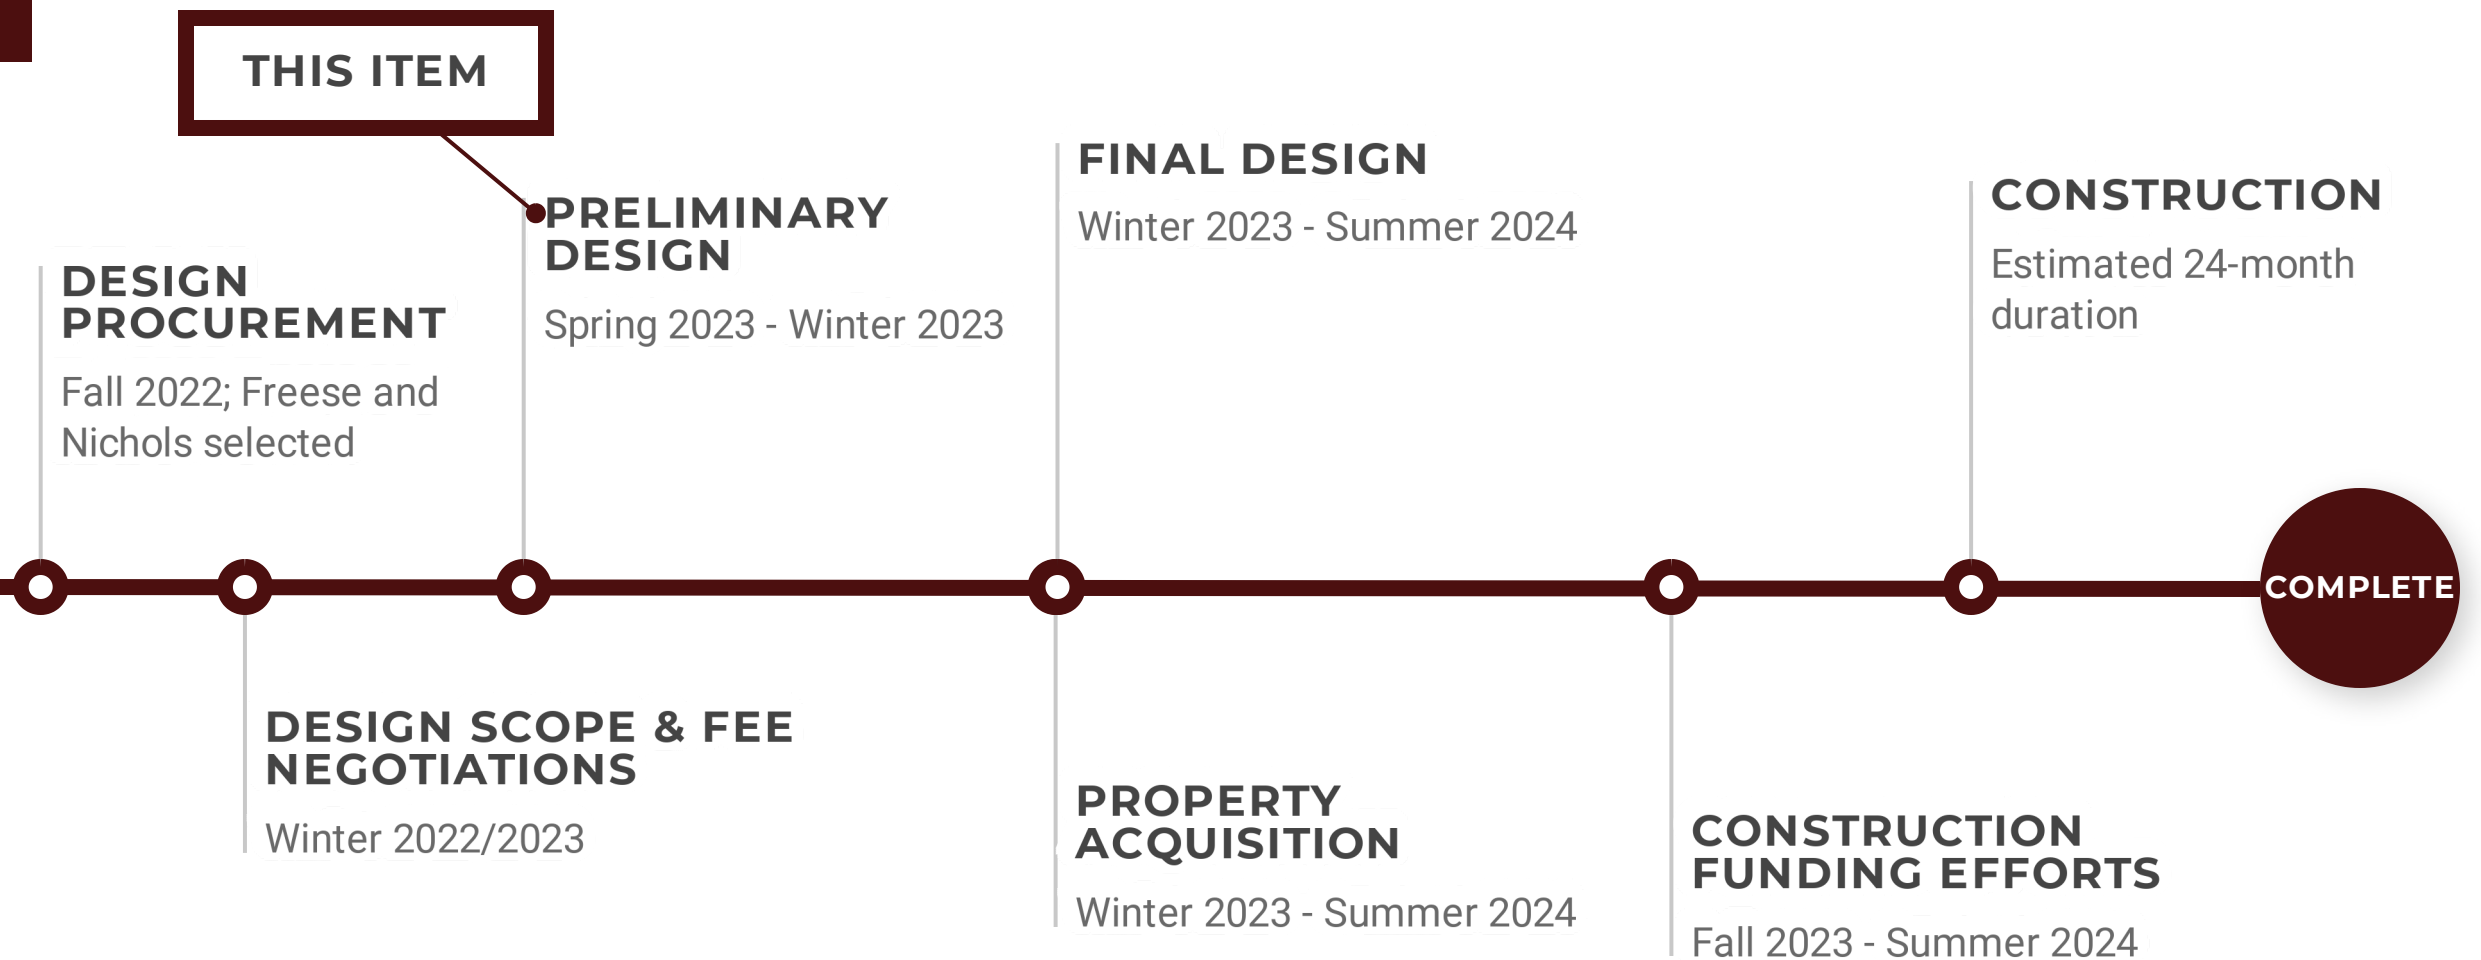 THIS ITEM
DESIGN
PROCUREMENT
Fall 2022; Freese and
Nichols selected
DESIGN SCOPE & FEE
NEGOTIATIONS
Winter 2022/2023
PRELIMINARY
DESIGN
Spring 2023 - Winter 2023
FINAL DESIGN
Winter 2023 - Summer 2024
PROPERTY
ACQUISITION
Winter 2023 - Summer 2024
CONSTRUCTION
FUNDING EFFORTS
Fall 2023 - Summer 2024
CONSTRUCTION
Estimated 24-month
duration
COMPLETE